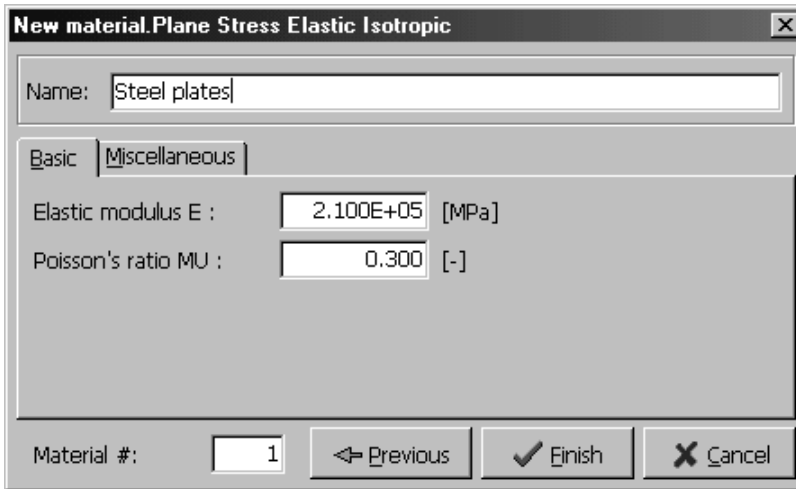 New material.Plane Stress Elastic Isotropic
Name: Steel plates
Basic Miscellaneous
Elastic modulus E : 2.100E+05 [MPa]
Poisson's ratio MU : 0.300 [-]
Material #: 1 Previous Finish Cancel